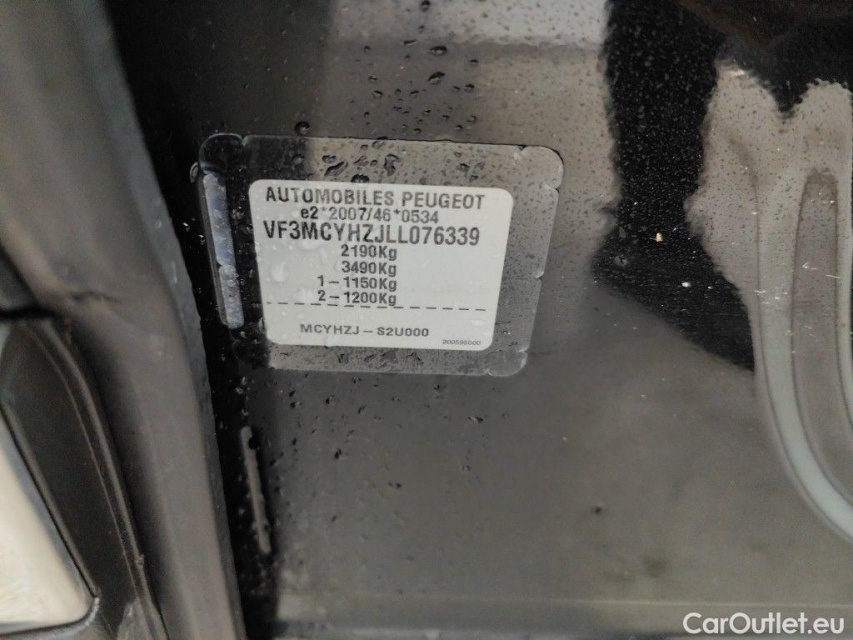 AUTOMOBILES PEUGEOT
e2*2007/46*0534
VF3MCYHZJLL076339
2190Kg
3490Kg
1-1150Kg
2-1200Kg
MCYHZJ-S2U000
CarOutlet.eu